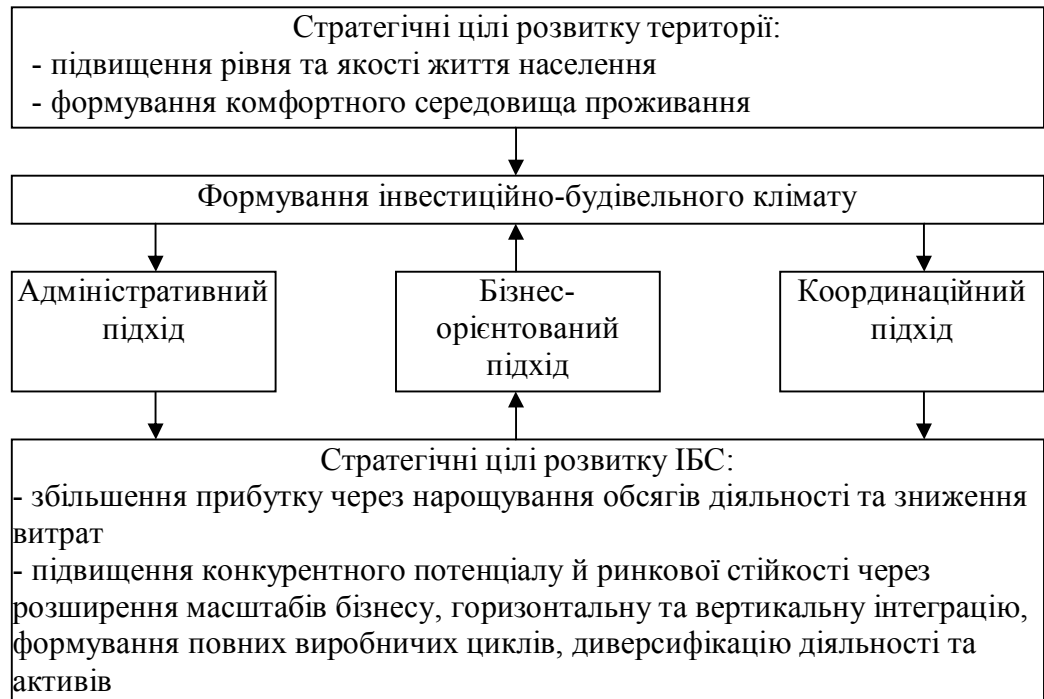 Стратегічні цілі розвитку території:
- підвищення рівня та якості життя населення
- формування комфортного середовища проживання
Формування інвестиційно-будівельного клімату
Адміністративний
підхід
Бізнес-
орієнтований
підхід
Координаційний
підхід
Стратегічні цілі розвитку ІБС:
- збільшення прибутку через нарощування обсягів діяльності та зниження
витрат
- підвищення конкурентного потенціалу й ринкової стійкості через
розширення масштабів бізнесу, горизонтальну та вертикальну інтеграцію,
формування повних виробничих циклів, диверсифікацію діяльності та
активів